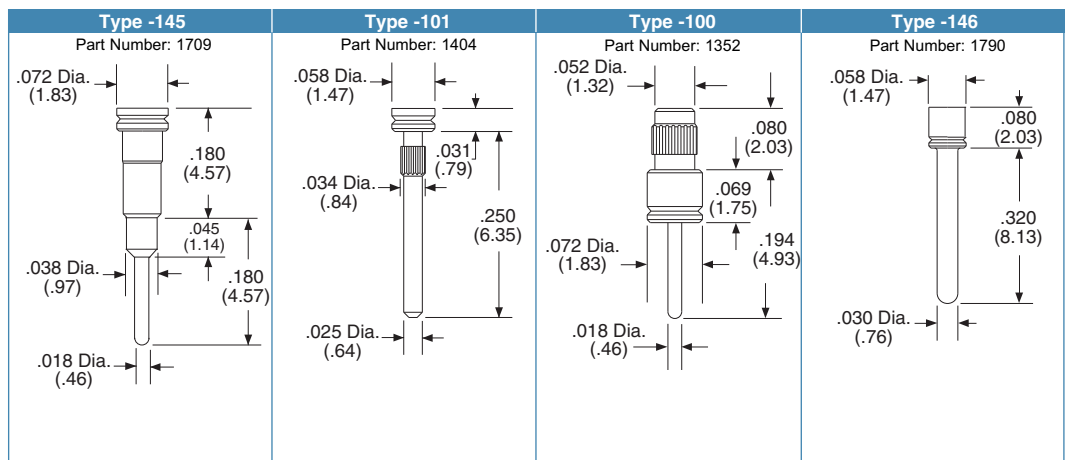 Type -145
Part Number: 1709
.072 Dia.
(1.83)
.180
(4.57)
.045
(1.14)
.038 Dia.
(.97)
.180
(4.57)
.018 Dia.
(.46)
Type -101
Part Number: 1404
.058 Dia.
(1.47)
.031
(.79)
.034 Dia.
(.84)
.250
(6.35)
.025 Dia.
(.64)
Type -100
Part Number: 1352
.052 Dia.
(1.32)
.080
(2.03)
.069
(1.75)
.072 Dia.
(1.83)
.194
(4.93)
.018 Dia.
(.46)
Type -146
Part Number: 1790
.058 Dia.
(1.47)
.080
(2.03)
.320
(8.13)
.030 Dia.
(.76)